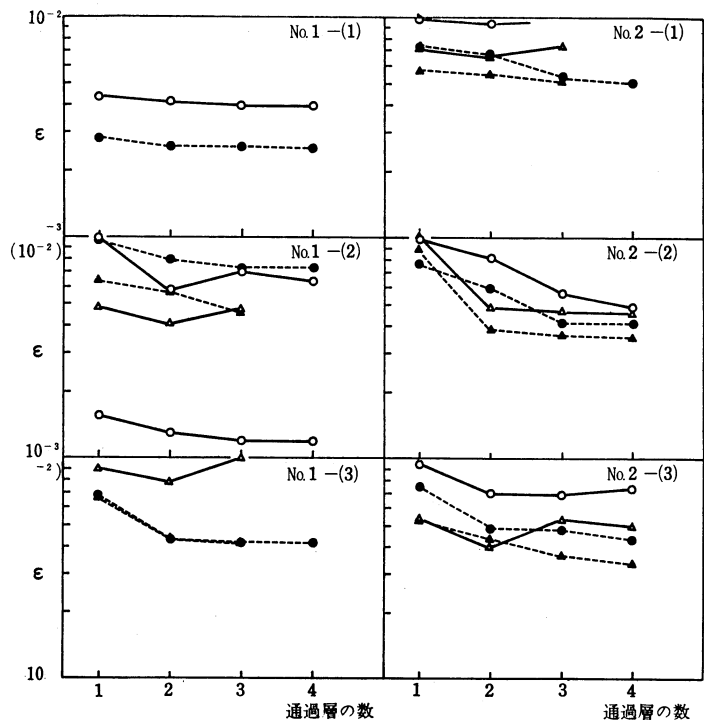 10⁻² No.1-(1) No.2-(1)
ε
-3
(10⁻²) No.1-(2) No.2-(2)
ε
10⁻³
-2) No.1-(3) No.2-(3)
ε
10
1 2 3 4 1 2 3 4
通過層の数 通過層の数